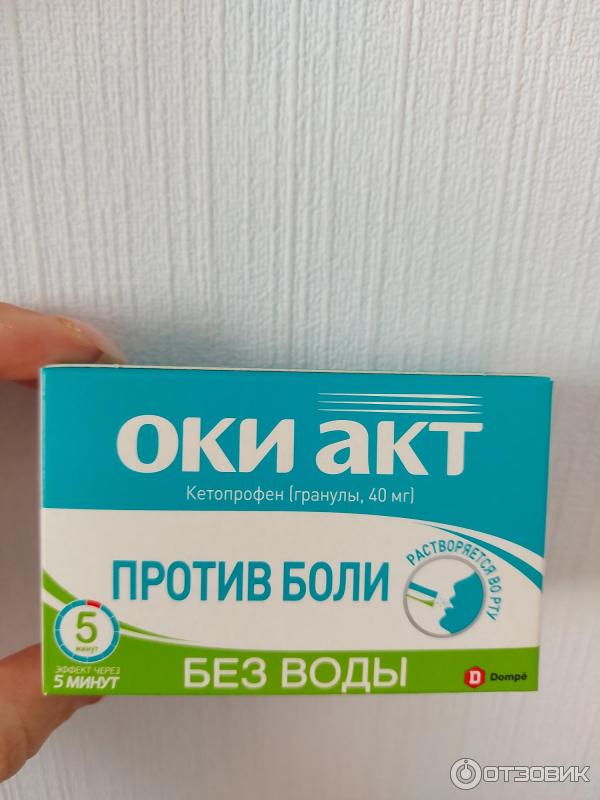 оки акт
Кетопрофен (гранулы, 40 мг)
ПРОТИВ БОЛИ
РАСТВОРЯЕТСЯ ВО РТУ
5
минут
ЭФФЕКТ ЧЕРЕЗ
5 МИНУТ
БЕЗ ВОДЫ
D Dompé
ОТЗОВИК